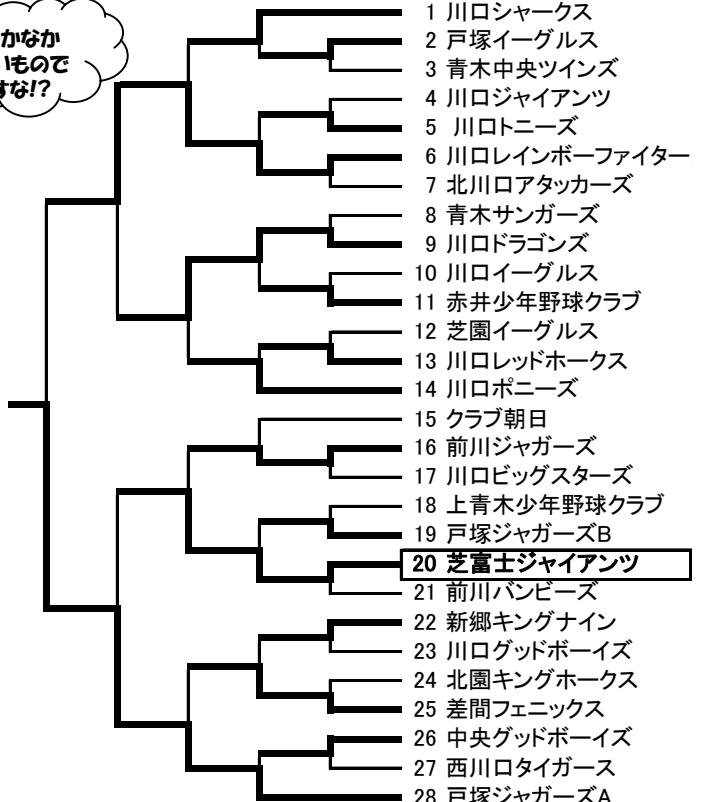 かなか
いもので
すな!?
1 川口シャークス
2 戸塚イーグルス
3 青木中央ツインズ
4 川口ジャイアンツ
5 川口トニーズ
6 川口レインボーファイター
7 北川口アタッカーズ
8 青木サンガーズ
9 川口ドラゴンズ
10 川口イーグルス
11 赤井少年野球クラブ
12 芝園イーグルス
13 川口レッドホークス
14 川口ポニーズ
15 クラブ朝日
16 前川ジャガーズ
17 川口ビッグスターズ
18 上青木少年野球クラブ
19 戸塚ジャガーズB
20 芝富士ジャイアンツ
21 前川バンビーズ
22 新郷キングナイン
23 川口グッドボーイズ
24 北園キングホークス
25 差間フェニックス
26 中央グッドボーイズ
27 西川口タイガース
28 戸塚ジャガーズA